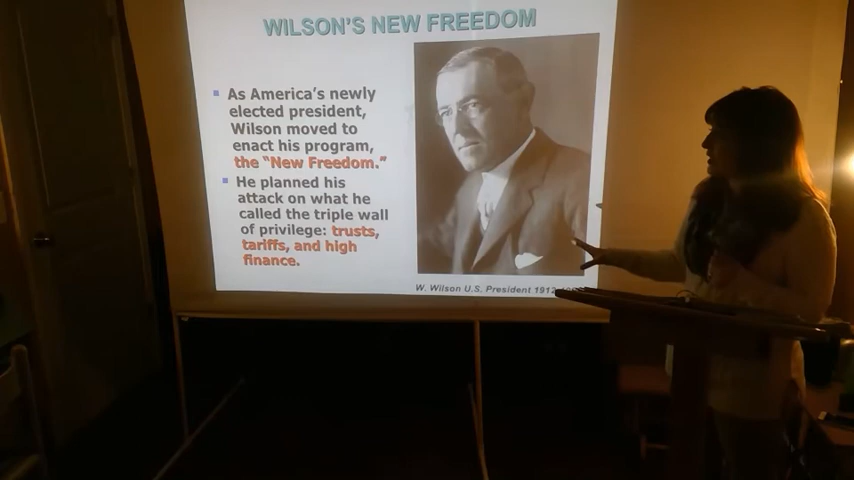 WILSON'S NEW FREEDOM
As America's newly
elected president,
Wilson moved to
enact his program,
the "New Freedom."
He planned his
attack on what he
called the triple wall
of privilege: trusts,
tariffs, and high
finance.
W. Wilson U.S. President